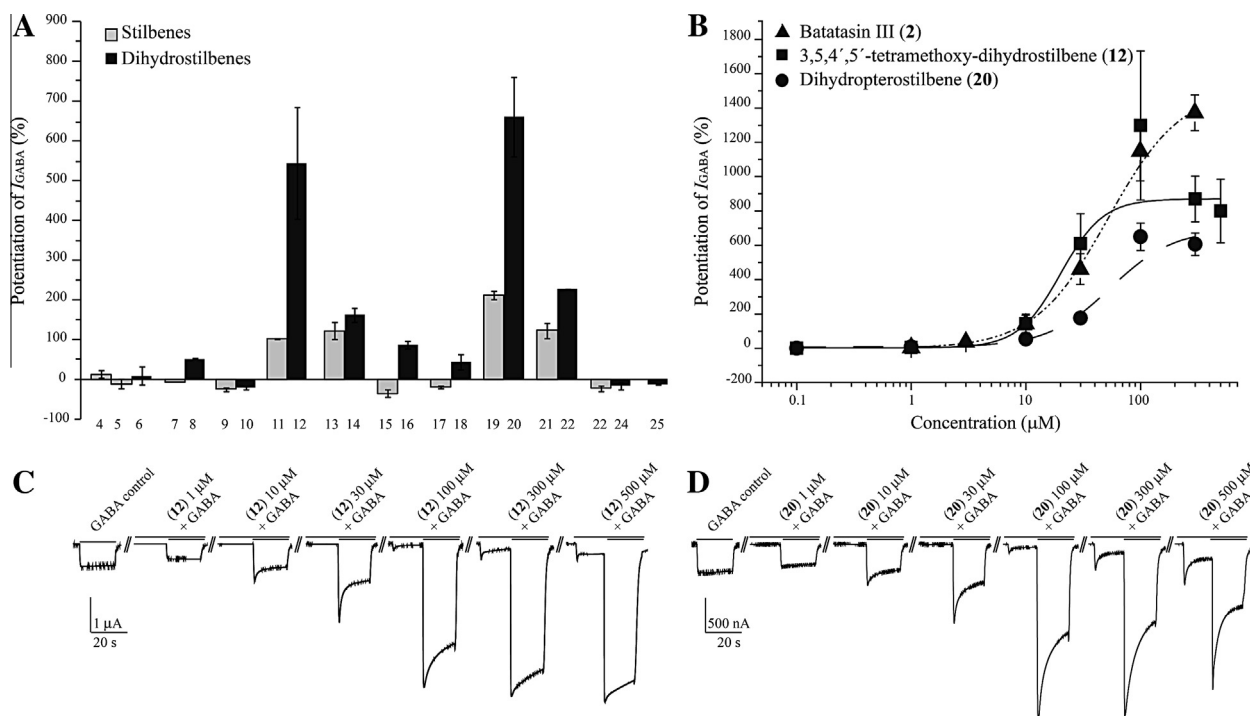 A
900
800
700
600
500
400
300
200
100
0
-100
Potentiation of IGABA (%)
Stilbenes
Dihydrostilbenes
4 5 6 7 8 9 10 11 12 13 14 15 16 17 18 19 20 21 22 22 24 25
B
1800
1600
1400
1200
1000
800
600
400
200
0
-200
Potentiation of IGABA (%)
Batatasin III (2)
3,5,4´,5´-tetramethoxy-dihydrostilbene (12)
Dihydropterostilbene (20)
0.1 1 10 100
Concentration (µM)
C
GABA control
(12) 1 µM
+ GABA
(12) 10 µM
+ GABA
(12) 30 µM
+ GABA
(12) 100 µM
+ GABA
(12) 300 µM
+ GABA
(12) 500 µM
+ GABA
1 µA
20 s
D
GABA control
(20) 1 µM
+ GABA
(20) 10 µM
+ GABA
(20) 30 µM
+ GABA
(20) 100 µM
+ GABA
(20) 300 µM
+ GABA
(20) 500 µM
+ GABA
500 nA
20 s